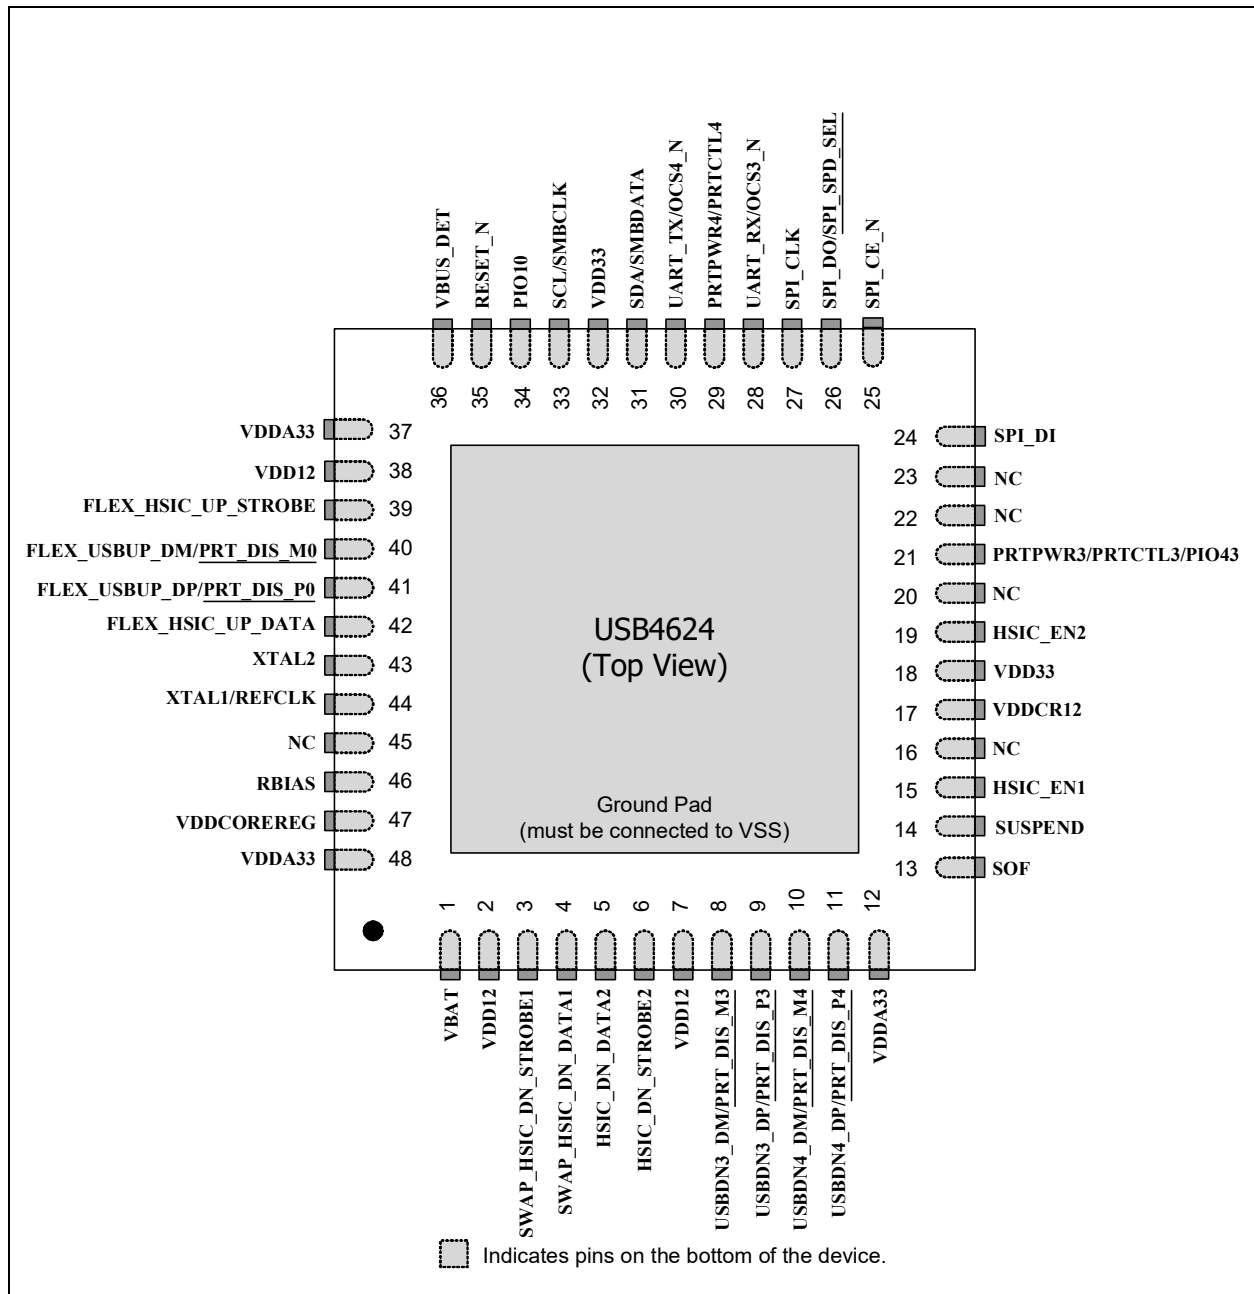 VBUS_DET
RESET_N
PIO10
SCL/SMBCLK
VDD33
SDA/SMBDATA
UART_TX/OCS4_N
PRTPWR4/PRTCTL4
UART_RX/OCS3_N
SPI_CLK
SPI_DO/SPI_SPD_SEL
SPI_CE_N
36
35
34
33
32
31
30
29
28
27
26
25
VDDA33 37
VDD12 38
FLEX_HSIC_UP_STROBE 39
FLEX_USBUP_DM/PRT_DIS_M0 40
FLEX_USBUP_DP/PRT_DIS_P0 41
FLEX_HSIC_UP_DATA 42
XTAL2 43
XTAL1/REFCLK 44
NC 45
RBIAS 46
VDDCOREREG 47
VDDA33 48
USB4624
(Top View)
Ground Pad
(must be connected to VSS)
24 SPI_DI
23 NC
22 NC
21 PRTPWR3/PRTCTL3/PIO43
20 NC
19 HSIC_EN2
18 VDD33
17 VDDCR12
16 NC
15 HSIC_EN1
14 SUSPEND
13 SOF
1
2
3
4
5
6
7
8
9
10
11
12
VBAT
VDD12
SWAP_HSIC_DN_STROBE1
SWAP_HSIC_DN_DATA1
HSIC_DN_DATA2
HSIC_DN_STROBE2
VDD12
USBDN3_DM/PRT_DIS_M3
USBDN3_DP/PRT_DIS_P3
USBDN4_DM/PRT_DIS_M4
USBDN4_DP/PRT_DIS_P4
VDDA33
Indicates pins on the bottom of the device.